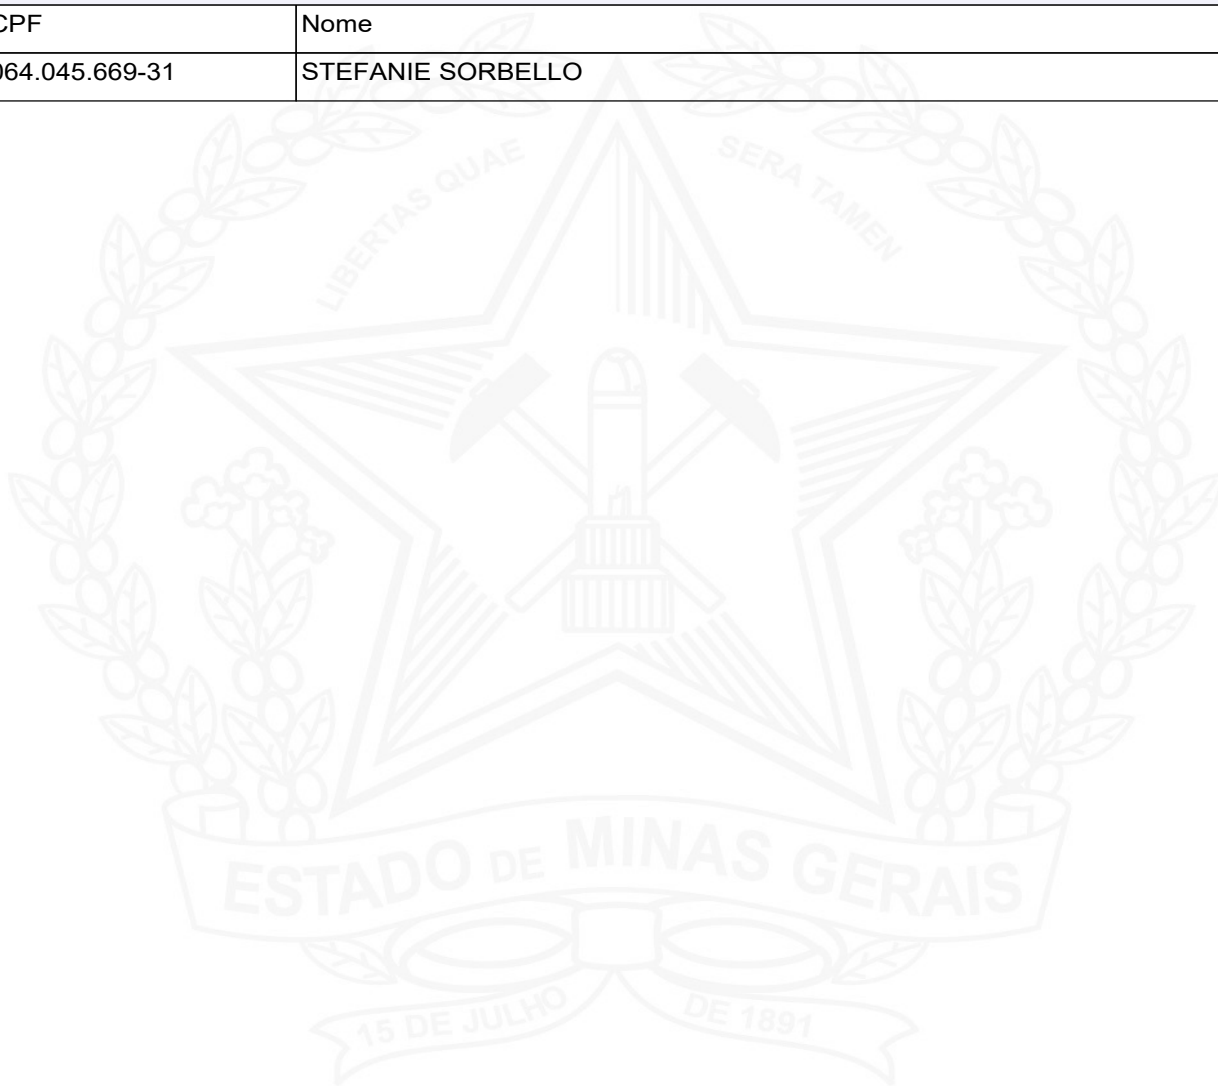 CPF Nome
064.045.669-31 STEFANIE SORBELLO
LIBERTAS QUAE SERA TAMEN
ESTADO DE MINAS GERAIS
15 DE JULHO DE 1891